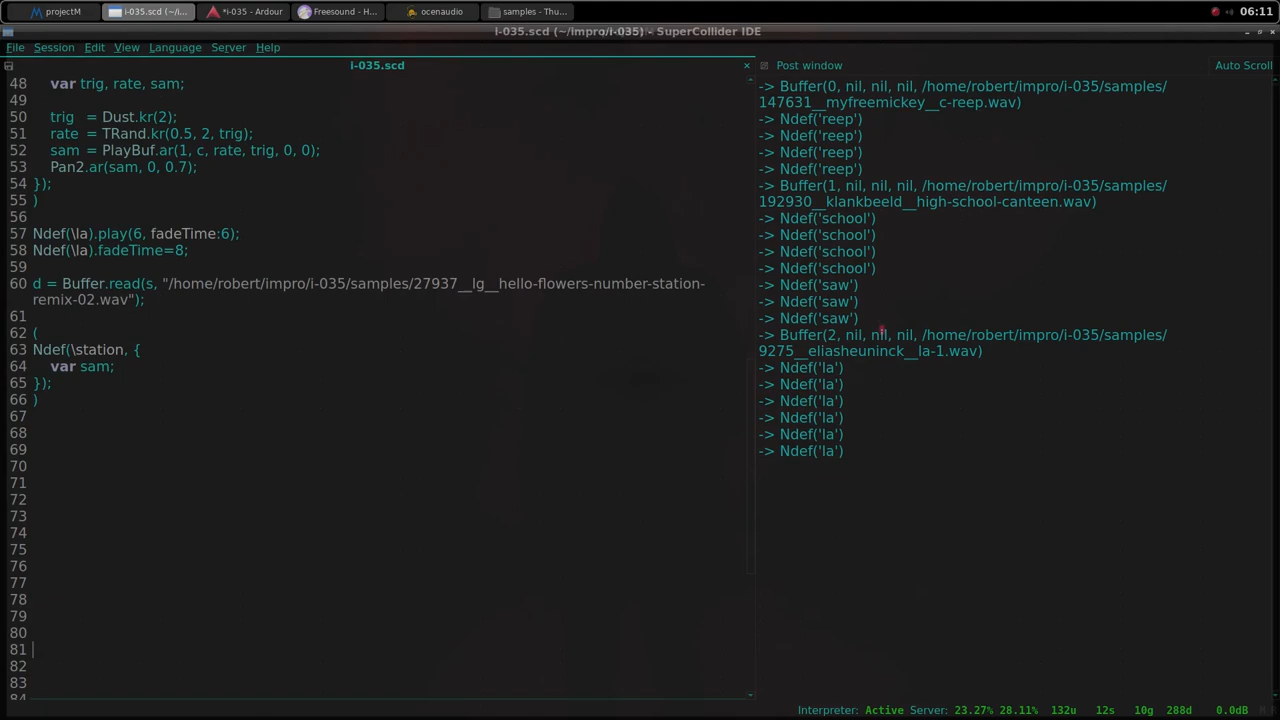 projectM
i-035.scd (~/i...
*i-035 - Ardour
Freesound - H...
ocenaudio
samples - Thu...
06:11
i-035.scd (~/impro/i-035) - SuperCollider IDE
File Session Edit View Language Server Help
i-035.scd
48 var trig, rate, sam;
49
50 trig = Dust.kr(2);
51 rate = TRand.kr(0.5, 2, trig);
52 sam = PlayBuf.ar(1, c, rate, trig, 0, 0);
53 Pan2.ar(sam, 0, 0.7);
54 });
55 )
56
57 Ndef(\la).play(6, fadeTime:6);
58 Ndef(\la).fadeTime=8;
59
60 d = Buffer.read(s, "/home/robert/impro/i-035/samples/27937__lg__hello-flowers-number-station-
remix-02.wav");
61
62 (
63 Ndef(\station, {
64 var sam;
65 });
66 )
67
68
69
70
71
72
73
74
75
76
77
78
79
80
81
82
83
84
Post window
Auto Scroll
-> Buffer(0, nil, nil, nil, /home/robert/impro/i-035/samples/
147631__myfreemickey__c-reep.wav)
-> Ndef('reep')
-> Ndef('reep')
-> Ndef('reep')
-> Ndef('reep')
-> Buffer(1, nil, nil, nil, /home/robert/impro/i-035/samples/
192930__klankbeeld__high-school-canteen.wav)
-> Ndef('school')
-> Ndef('school')
-> Ndef('school')
-> Ndef('school')
-> Ndef('saw')
-> Ndef('saw')
-> Ndef('saw')
-> Buffer(2, nil, nil, nil, /home/robert/impro/i-035/samples/
9275__eliasheuninck__la-1.wav)
-> Ndef('la')
-> Ndef('la')
-> Ndef('la')
-> Ndef('la')
-> Ndef('la')
-> Ndef('la')
Interpreter: Active Server: 23.27% 28.11% 132u 12s 10g 288d 0.0dB